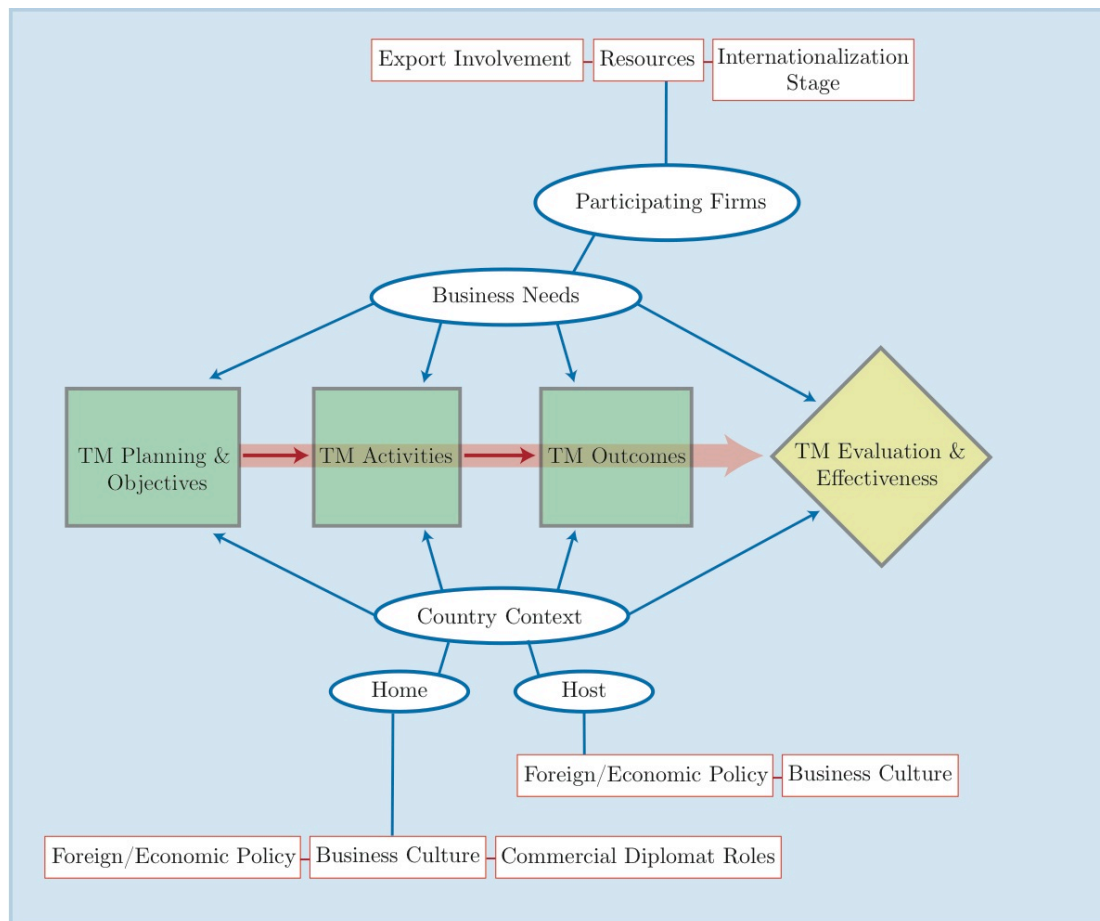 Export Involvement
Resources
Internationalization
Stage
Participating Firms
Business Needs
TM Planning &
Objectives
TM Activities
TM Outcomes
TM Evaluation &
Effectiveness
Country Context
Home
Host
Foreign/Economic Policy
Business Culture
Foreign/Economic Policy
Business Culture
Commercial Diplomat Roles